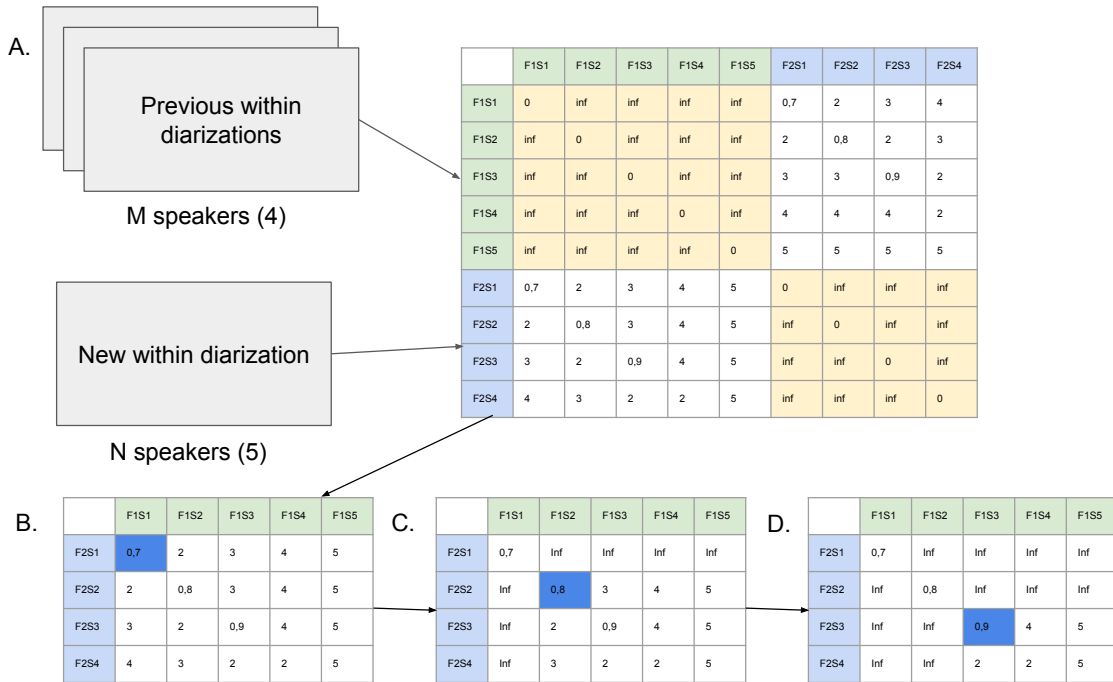 A.
Previous within
diarizations
M speakers (4)
New within diarization
N speakers (5)
F1S1 F1S2 F1S3 F1S4 F1S5 F2S1 F2S2 F2S3 F2S4
F1S1 0 inf inf inf inf 0,7 2 3 4
F1S2 inf 0 inf inf inf 2 0,8 2 3
F1S3 inf inf 0 inf inf 3 3 0,9 2
F1S4 inf inf inf 0 inf 4 4 4 2
F1S5 inf inf inf inf 0 5 5 5 5
F2S1 0,7 2 3 4 5 0 inf inf inf
F2S2 2 0,8 3 4 5 inf 0 inf inf
F2S3 3 2 0,9 4 5 inf inf 0 inf
F2S4 4 3 2 2 5 inf inf inf 0
B.
F1S1 F1S2 F1S3 F1S4 F1S5
F2S1 0,7 2 3 4 5
F2S2 2 0,8 3 4 5
F2S3 3 2 0,9 4 5
F2S4 4 3 2 2 5
C.
F1S1 F1S2 F1S3 F1S4 F1S5
F2S1 0,7 Inf Inf Inf Inf
F2S2 Inf 0,8 3 4 5
F2S3 Inf 2 0,9 4 5
F2S4 Inf 3 2 2 5
D.
F1S1 F1S2 F1S3 F1S4 F1S5
F2S1 0,7 Inf Inf Inf Inf
F2S2 Inf 0,8 Inf Inf Inf
F2S3 Inf Inf 0,9 4 5
F2S4 Inf Inf 2 2 5